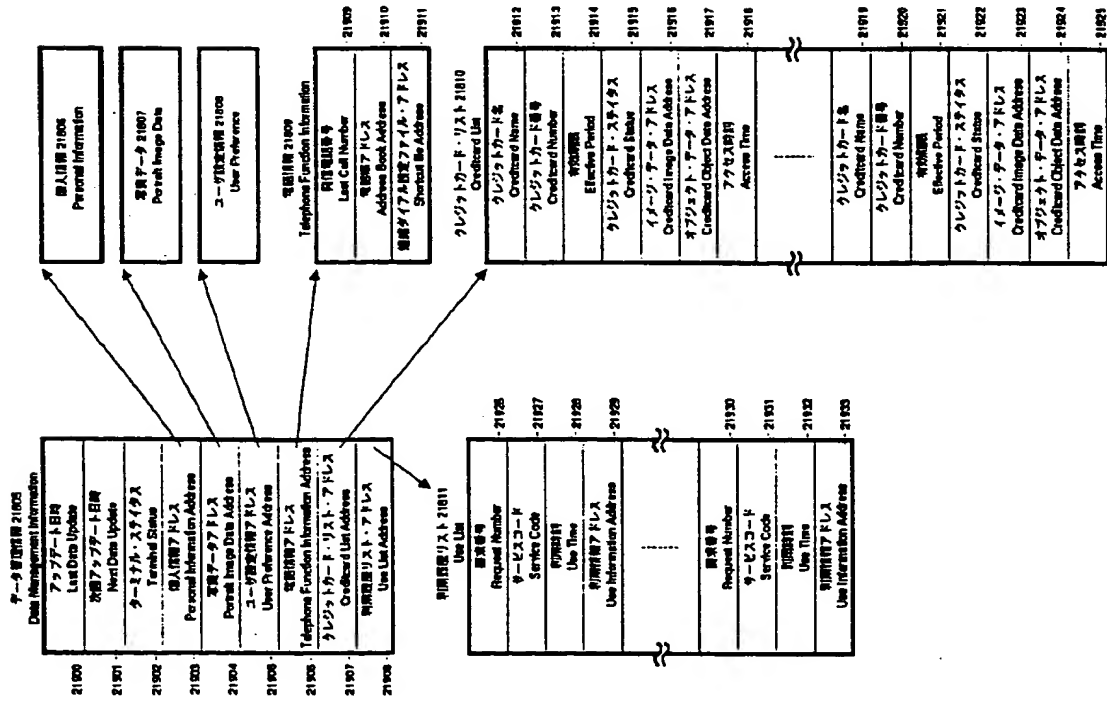 データ管理情報 21805
Data Management Information
アップデート日時
Last Data Update
21900
次回アップデート日時
Next Data Update
21901
ターミナル・ステイタス
Terminal Status
21902
個人情報アドレス
Personal Information Address
21903
写真データアドレス
Portrait Image Data Address
21904
ユーザ設定情報アドレス
User Preference Address
21905
電話情報アドレス
Telephone Function Information Address
21906
クレジットカード・リスト・アドレス
Creditcard List Address
21907
利用履歴リスト・アドレス
Use List Address
21908
個人情報 21806
Personal Information
写真データ 21807
Portrait Image Data
ユーザ設定情報 21808
User Preference
電話情報 21809
Telephone Function Information
Last Call Number
21909
電話帳アドレス
Address Book Address
21910
短縮ダイアル設定ファイル・アドレス
Shortcut file Address
21911
クレジットカード・リスト 21810
Creditcard List
クレジットカード名
Creditcard Name
21912
クレジットカード番号
Creditcard Number
21913
有効期限
Effective Period
21914
クレジットカード・ステイタス
Creditcard Status
21915
イメージ・データ・アドレス
Creditcard Image Data Address
21916
オブジェクト・データ・アドレス
Creditcard Object Data Address
21917
アクセス時刻
Access Time
21918
クレジットカード名
Creditcard Name
21919
クレジットカード番号
Creditcard Number
21920
有効期限
Effective Period
21921
クレジットカード・ステイタス
Creditcard Status
21922
イメージ・データ・アドレス
Creditcard Image Data Address
21923
オブジェクト・データ・アドレス
Creditcard Object Data Address
21924
アクセス時刻
Access Time
21925
利用履歴リスト 21811
Use List
要求番号
Request Number
21926
サービスコード
Service Code
21927
利用時刻
Use Time
21928
利用情報アドレス
Use Information Address
21929
要求番号
Request Number
21930
サービスコード
Service Code
21931
利用時刻
Use Time
21932
利用情報アドレス
Use Information Address
21933